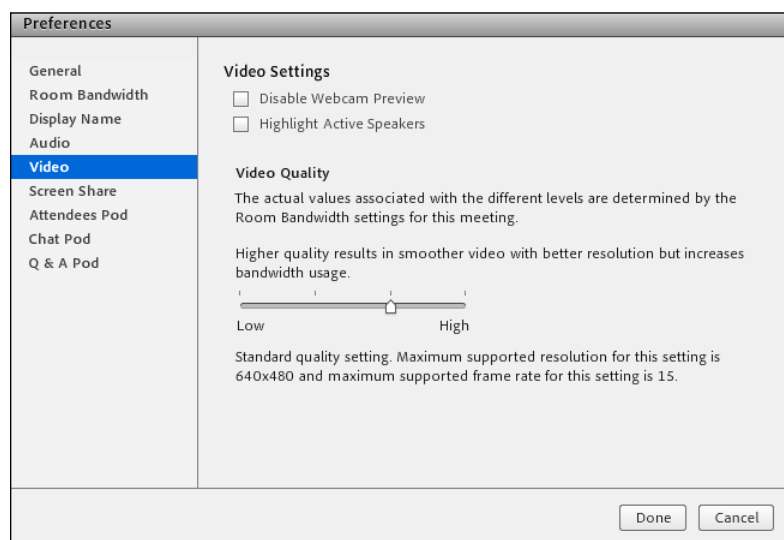 Preferences
General
Room Bandwidth
Display Name
Audio
Video
Screen Share
Attendees Pod
Chat Pod
Q & A Pod
Video Settings
Disable Webcam Preview
Highlight Active Speakers
Video Quality
The actual values associated with the different levels are determined by the
Room Bandwidth settings for this meeting.
Higher quality results in smoother video with better resolution but increases
bandwidth usage.
Low High
Standard quality setting. Maximum supported resolution for this setting is
640x480 and maximum supported frame rate for this setting is 15.
Done Cancel